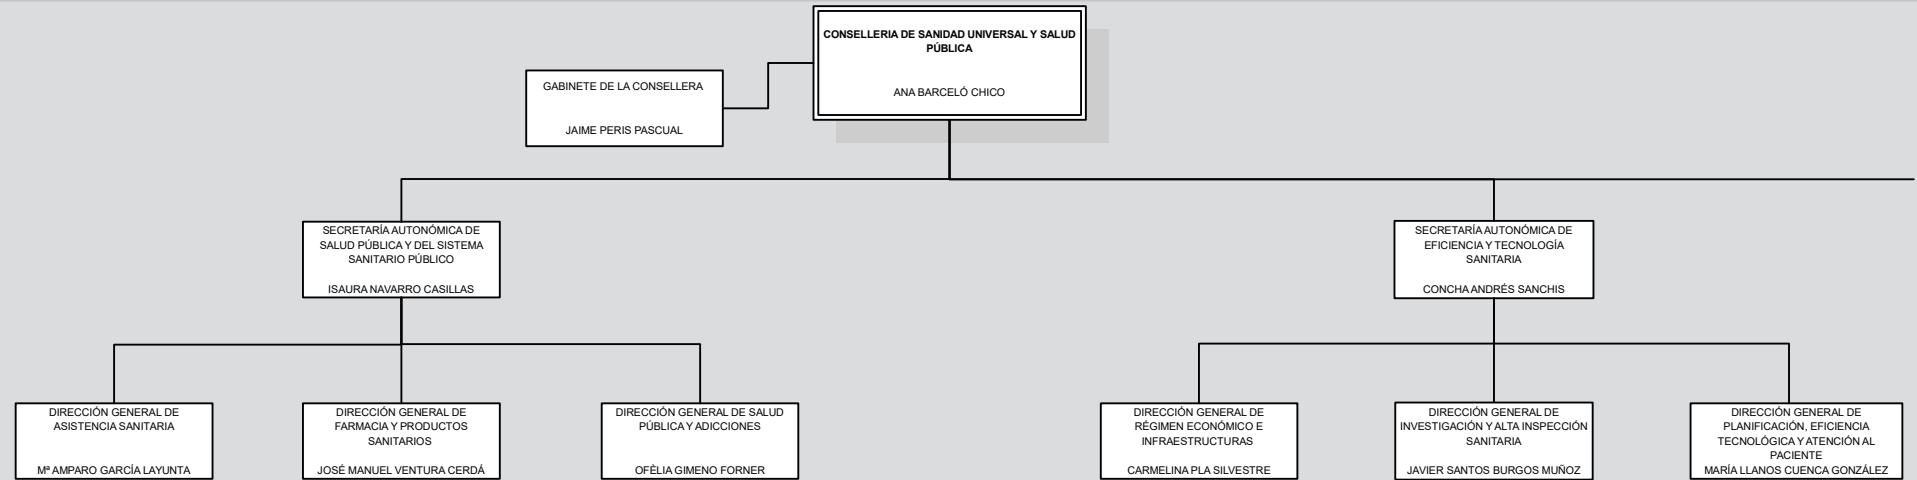 CONSELLERIA DE SANIDAD UNIVERSAL Y SALUD
PÚBLICA
ANA BARCELÓ CHICO
GABINETE DE LA CONSELLERA
JAIME PERIS PASCUAL
SECRETARÍA AUTONÓMICA DE
SALUD PÚBLICA Y DEL SISTEMA
SANITARIO PÚBLICO
ISAURA NAVARRO CASILLAS
SECRETARÍA AUTONÓMICA DE
EFICIENCIA Y TECNOLOGÍA
SANITARIA
CONCHA ANDRÉS SANCHIS
DIRECCIÓN GENERAL DE
ASISTENCIA SANITARIA
Mª AMPARO GARCÍA LAYUNTA
DIRECCIÓN GENERAL DE
FARMACIA Y PRODUCTOS
SANITARIOS
JOSÉ MANUEL VENTURA CERDÁ
DIRECCIÓN GENERAL DE SALUD
PÚBLICA Y ADICCIONES
OFÈLIA GIMENO FORNER
DIRECCIÓN GENERAL DE
RÉGIMEN ECONÓMICO E
INFRAESTRUCTURAS
CARMELINA PLA SILVESTRE
DIRECCIÓN GENERAL DE
INVESTIGACIÓN Y ALTA INSPECCIÓN
SANITARIA
JAVIER SANTOS BURGOS MUÑOZ
DIRECCIÓN GENERAL DE
PLANIFICACIÓN, EFICIENCIA
TECNOLÓGICA Y ATENCIÓN AL
PACIENTE
MARÍA LLANOS CUENCA GONZÁLEZ